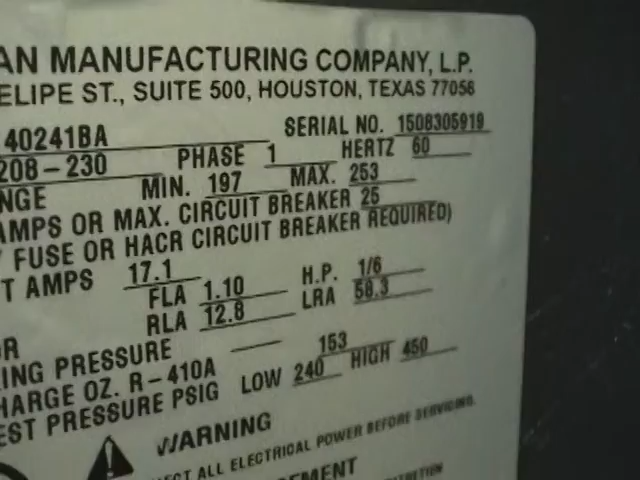 AN MANUFACTURING COMPANY, L.P.
ELIPE ST., SUITE 500, HOUSTON, TEXAS 77056
40241BA SERIAL NO. 1508305919
208-230 PHASE 1 HERTZ 60
NGE MIN. 197 MAX. 253
AMPS OR MAX. CIRCUIT BREAKER 25
FUSE OR HACR CIRCUIT BREAKER REQUIRED)
T AMPS 17.1
FLA 1.10 H.P. 1/6
RLA 12.8 LRA 58.3
OR
ING PRESSURE
HARGE OZ. R-410A 153
EST PRESSURE PSIG LOW 240 HIGH 450
WARNING
ECT ALL ELECTRICAL POWER BEFORE SERVICING.
EMENT